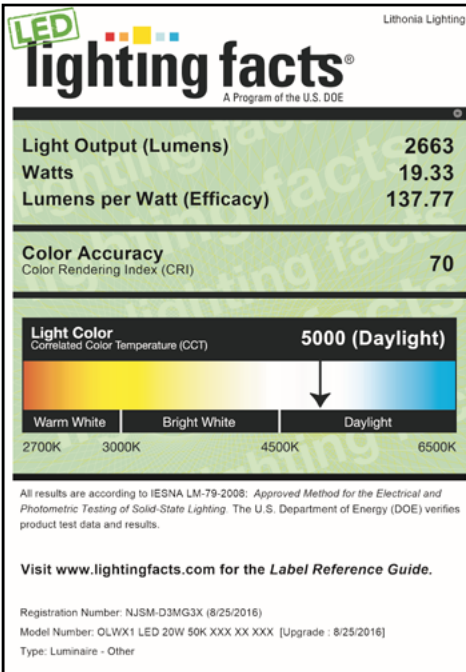 Lithonia Lighting
LED
lighting facts®
A Program of the U.S. DOE
Light Output (Lumens) 2663
Watts 19.33
Lumens per Watt (Efficacy) 137.77
Color Accuracy 70
Color Rendering Index (CRI)
Light Color 5000 (Daylight)
Correlated Color Temperature (CCT)
Warm White Bright White Daylight
2700K 3000K 4500K 6500K
All results are according to IESNA LM-79-2008: Approved Method for the Electrical and
Photometric Testing of Solid-State Lighting. The U.S. Department of Energy (DOE) verifies
product test data and results.
Visit www.lightingfacts.com for the Label Reference Guide.
Registration Number: NJSM-D3MG3X (8/25/2016)
Model Number: OLWX1 LED 20W 50K XXX XX XXX [Upgrade : 8/25/2016]
Type: Luminaire - Other